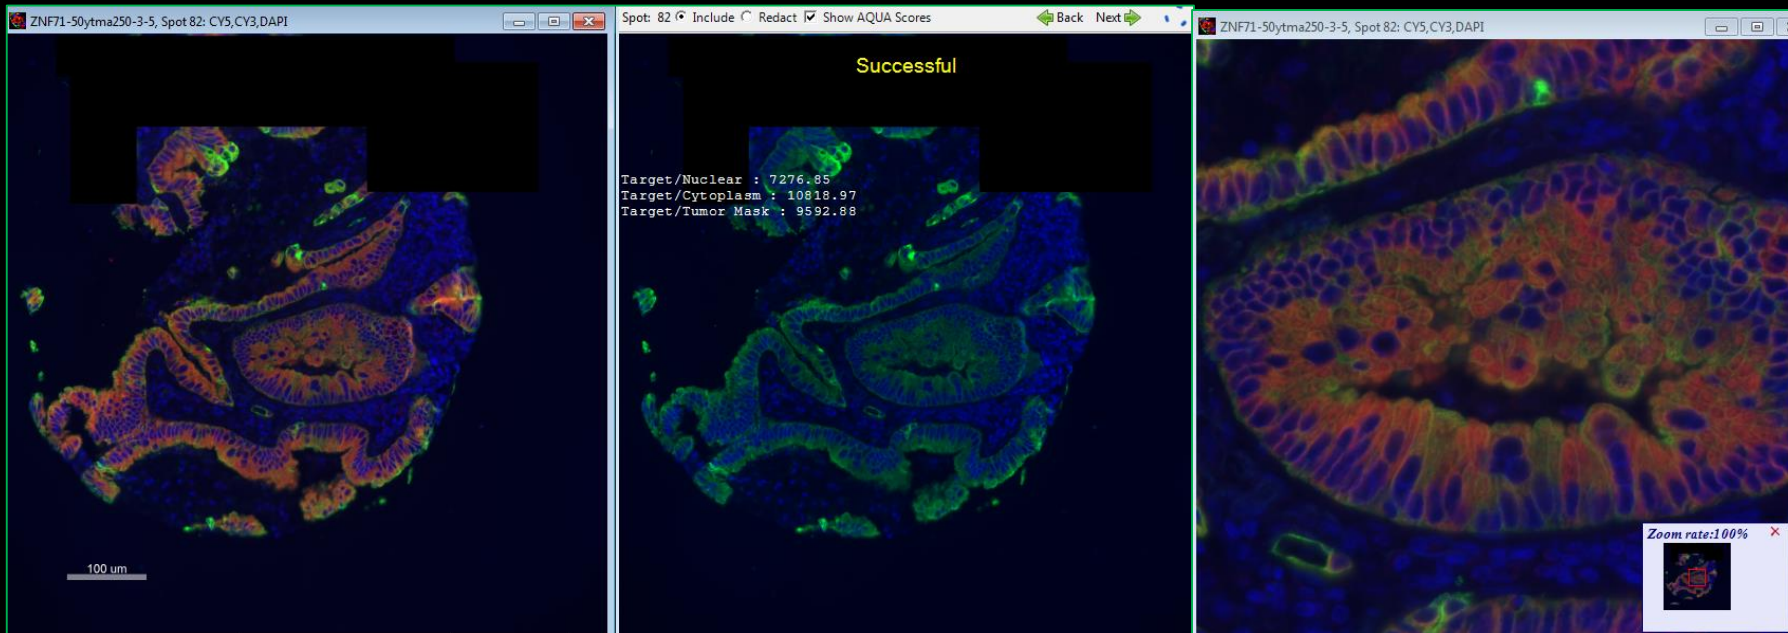 ZNF71-50ytma250-3-5, Spot 82: CY5,CY3,DAPI
100 um
Spot: 82 Include Redact Show AQUA Scores Back Next
Successful
Target/Nuclear : 7276.85
Target/Cytoplasm : 10818.97
Target/Tumor Mask : 9592.88
ZNF71-50ytma250-3-5, Spot 82: CY5,CY3,DAPI
Zoom rate:100%